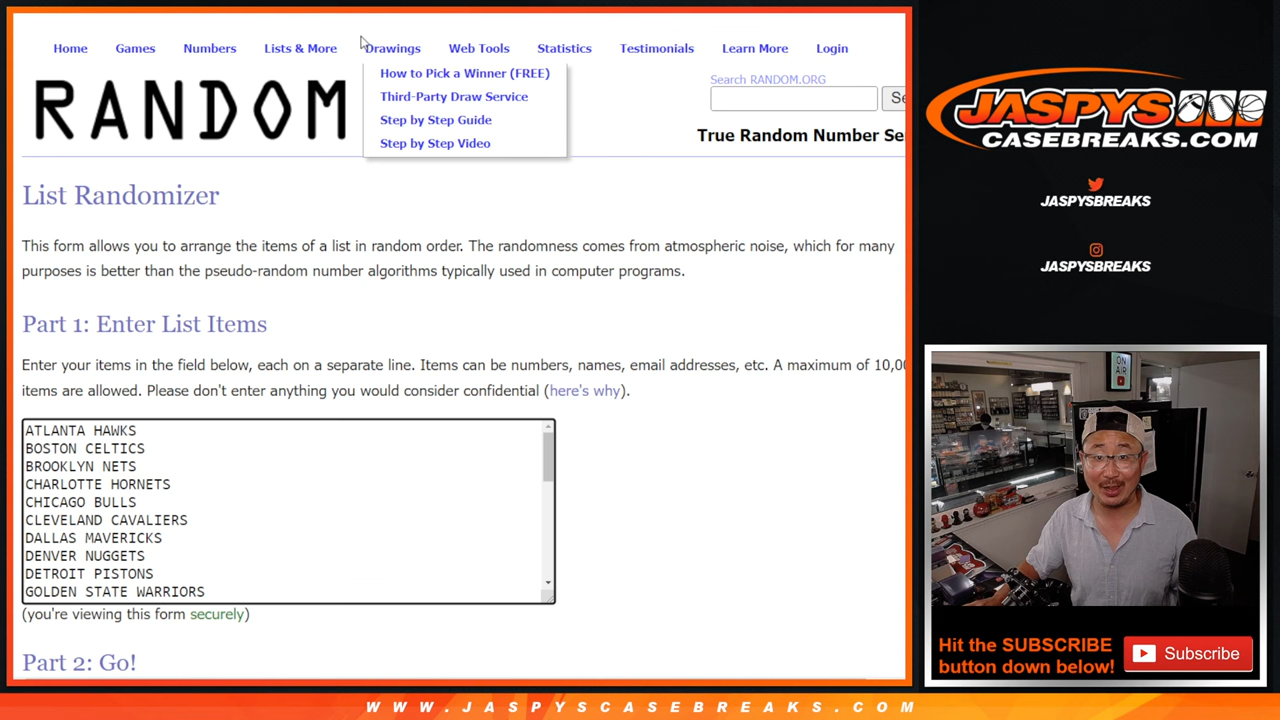 Home Games Numbers Lists & More Drawings Web Tools Statistics Testimonials Learn More Login
How to Pick a Winner (FREE)
Third-Party Draw Service
Step by Step Guide
Step by Step Video
RANDOM
Search RANDOM.ORG
Se
True Random Number Se
List Randomizer
This form allows you to arrange the items of a list in random order. The randomness comes from atmospheric noise, which for many
purposes is better than the pseudo-random number algorithms typically used in computer programs.
Part 1: Enter List Items
Enter your items in the field below, each on a separate line. Items can be numbers, names, email addresses, etc. A maximum of 10,00
items are allowed. Please don't enter anything you would consider confidential (here's why).
ATLANTA HAWKS
BOSTON CELTICS
BROOKLYN NETS
CHARLOTTE HORNETS
CHICAGO BULLS
CLEVELAND CAVALIERS
DALLAS MAVERICKS
DENVER NUGGETS
DETROIT PISTONS
GOLDEN STATE WARRIORS
(you're viewing this form securely)
Part 2: Go!
JASPYS
CASEBREAKS.COM
JASPYSBREAKS
JASPYSBREAKS
ON
AIR
Hit the SUBSCRIBE
button down below!
Subscribe
WWW.JASPYSCASEBREAKS.COM